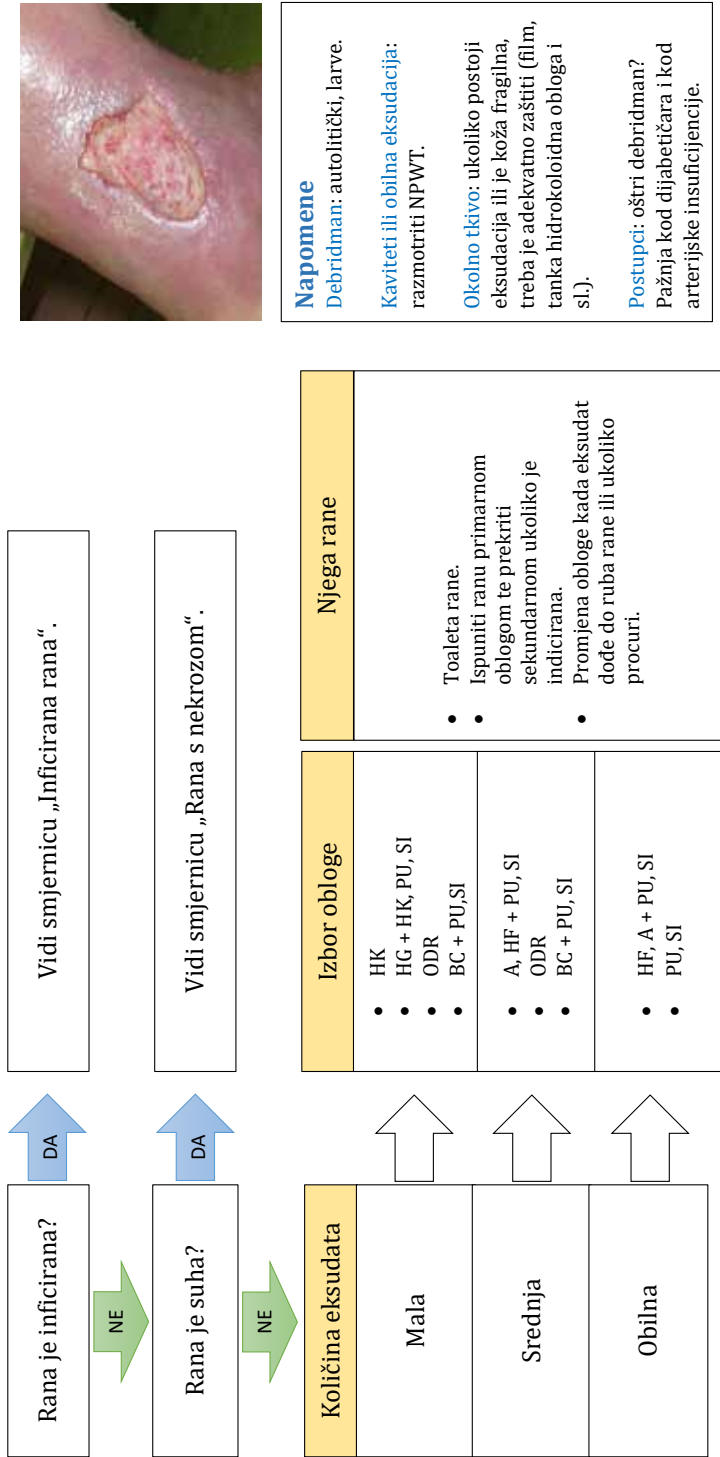 Rana je inficirana?
DA
Vidi smjernicu „Inficirana rana“.
NE
Rana je suha?
DA
Vidi smjernicu „Rana s nekrozom“.
NE
Količina eksudata
Izbor obloge
Njega rane
Mala
• HK
• HG + HK, PU, SI
• ODR
• BC + PU,SI
Srednja
• A, HF + PU, SI
• ODR
• BC + PU, SI
Obilna
• HF, A + PU, SI
• PU, SI
• Toaleta rane.
• Ispuniti ranu primarnom
oblogom te prekriti
sekundarnom ukoliko je
indicirana.
• Promjena obloge kada eksudat
dođe do ruba rane ili ukoliko
procuri.
Napomene
Debridman: autolitički, larve.
Kaviteti ili obilna eksudacija:
razmotriti NPWT.
Okolno tkivo: ukoliko postoji
eksudacija ili je koža fragilna,
treba je adekvatno zaštiti (film,
tanka hidrokoloidna obloga i
sl.).
Postupci: oštri debridman?
Pažnja kod dijabetičara i kod
arterijske insuficijencije.